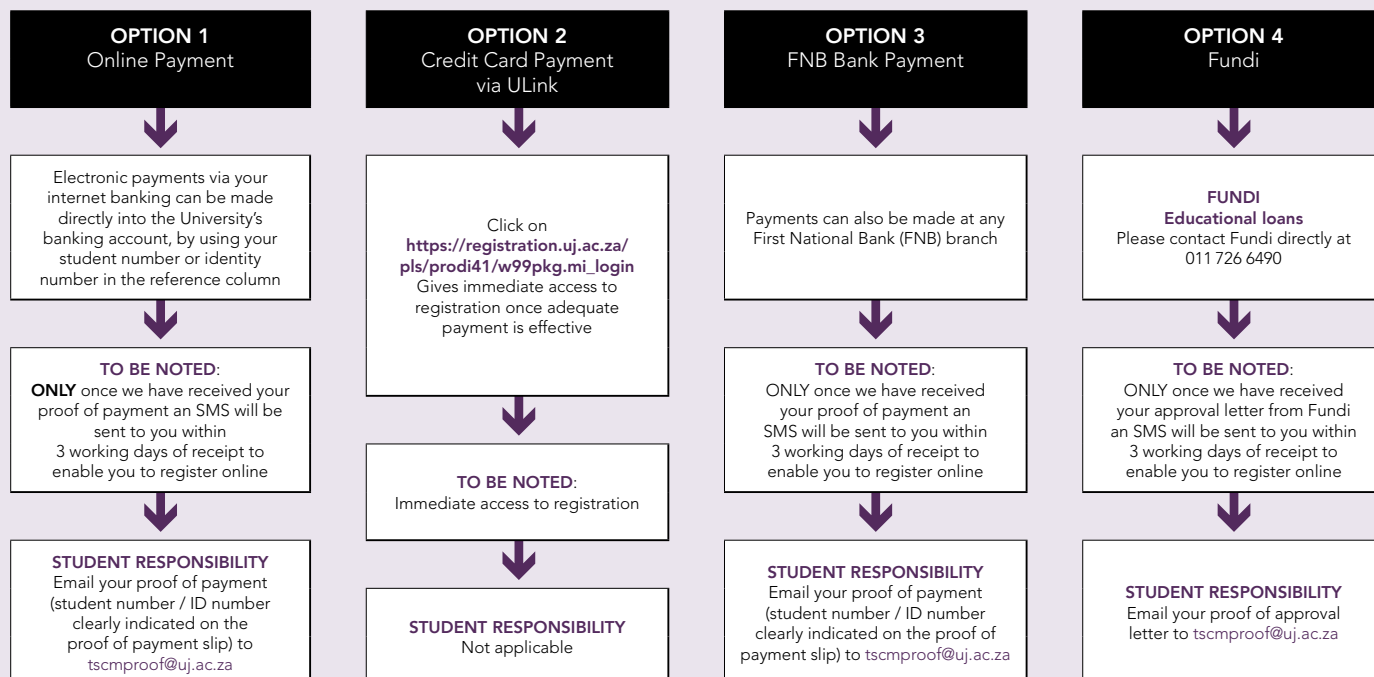 OPTION 1
Online Payment
Electronic payments via your
internet banking can be made
directly into the University's
banking account, by using your
student number or identity
number in the reference column
TO BE NOTED:
ONLY once we have received your
proof of payment an SMS will be
sent to you within
3 working days of receipt to
enable you to register online
STUDENT RESPONSIBILITY
Email your proof of payment
(student number / ID number
clearly indicated on the
proof of payment slip) to
tscmproof@uj.ac.za
OPTION 2
Credit Card Payment
via ULink
Click on
https://registration.uj.ac.za/
pls/prodi41/w99pkg.mi_login
Gives immediate access to
registration once adequate
payment is effective
TO BE NOTED:
Immediate access to registration
STUDENT RESPONSIBILITY
Not applicable
OPTION 3
FNB Bank Payment
Payments can also be made at any
First National Bank (FNB) branch
TO BE NOTED:
ONLY once we have received
your proof of payment an
SMS will be sent to you within
3 working days of receipt to
enable you to register online
STUDENT RESPONSIBILITY
Email your proof of payment
(student number / ID number
clearly indicated on the proof of
payment slip) to tscmproof@uj.ac.za
OPTION 4
Fundi
FUNDI
Educational loans
Please contact Fundi directly at
011 726 6490
TO BE NOTED:
ONLY once we have received
your approval letter from Fundi
an SMS will be sent to you within
3 working days of receipt to
enable you to register online
STUDENT RESPONSIBILITY
Email your proof of approval
letter to tscmproof@uj.ac.za